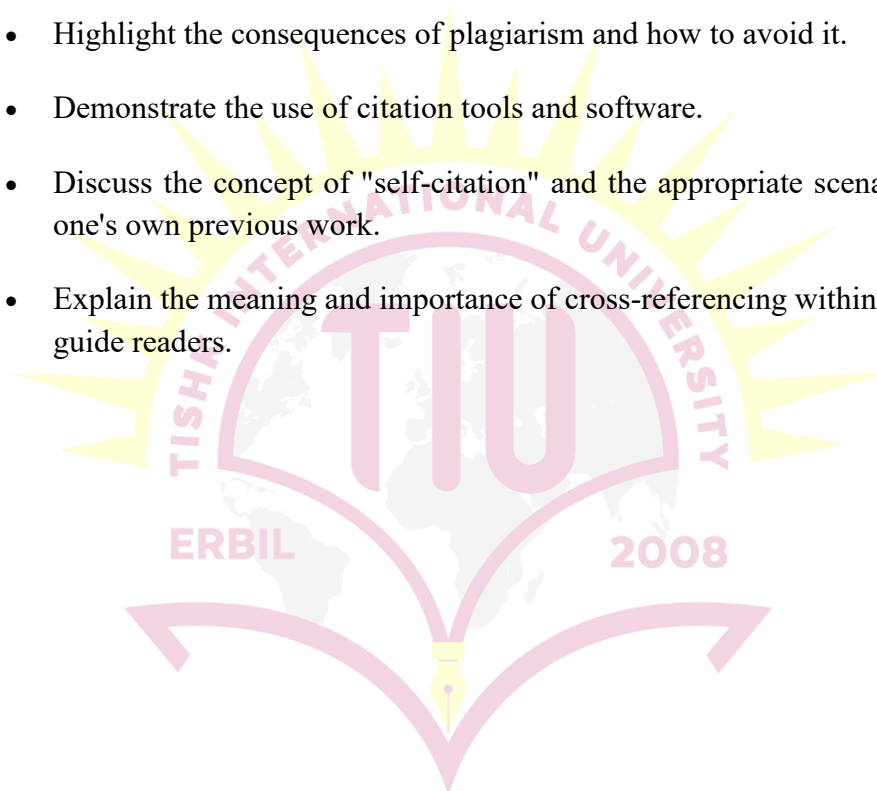 • Highlight the consequences of plagiarism and how to avoid it.
• Demonstrate the use of citation tools and software.
• Discuss the concept of "self-citation" and the appropriate scena
one's own previous work.
• Explain the meaning and importance of cross-referencing within
guide readers.
TISHK INTERNATIONAL UNIVERSITY
TIU
ERBIL 2008